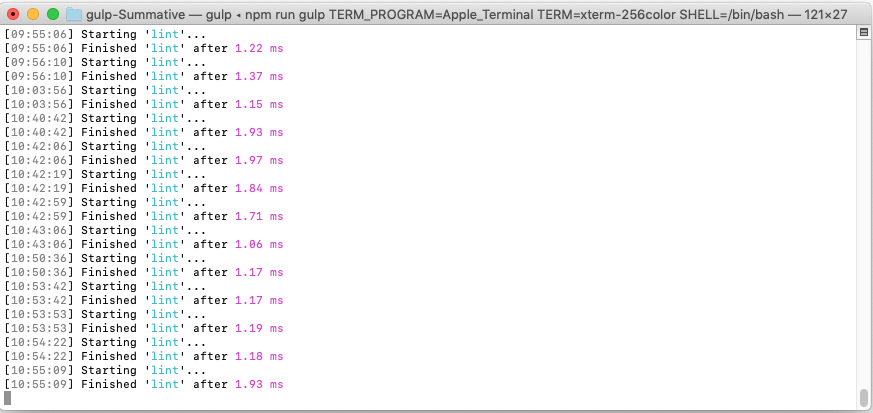 gulp-Summative — gulp ◂ npm run gulp TERM_PROGRAM=Apple_Terminal TERM=xterm-256color SHELL=/bin/bash — 121×27
[09:55:06] Starting 'lint'...
[09:55:06] Finished 'lint' after 1.22 ms
[09:56:10] Starting 'lint'...
[09:56:10] Finished 'lint' after 1.37 ms
[10:03:56] Starting 'lint'...
[10:03:56] Finished 'lint' after 1.15 ms
[10:40:42] Starting 'lint'...
[10:40:42] Finished 'lint' after 1.93 ms
[10:42:06] Starting 'lint'...
[10:42:06] Finished 'lint' after 1.97 ms
[10:42:19] Starting 'lint'...
[10:42:19] Finished 'lint' after 1.84 ms
[10:42:59] Starting 'lint'...
[10:42:59] Finished 'lint' after 1.71 ms
[10:43:06] Starting 'lint'...
[10:43:06] Finished 'lint' after 1.06 ms
[10:50:36] Starting 'lint'...
[10:50:36] Finished 'lint' after 1.17 ms
[10:53:42] Starting 'lint'...
[10:53:42] Finished 'lint' after 1.17 ms
[10:53:53] Starting 'lint'...
[10:53:53] Finished 'lint' after 1.19 ms
[10:54:22] Starting 'lint'...
[10:54:22] Finished 'lint' after 1.18 ms
[10:55:09] Starting 'lint'...
[10:55:09] Finished 'lint' after 1.93 ms